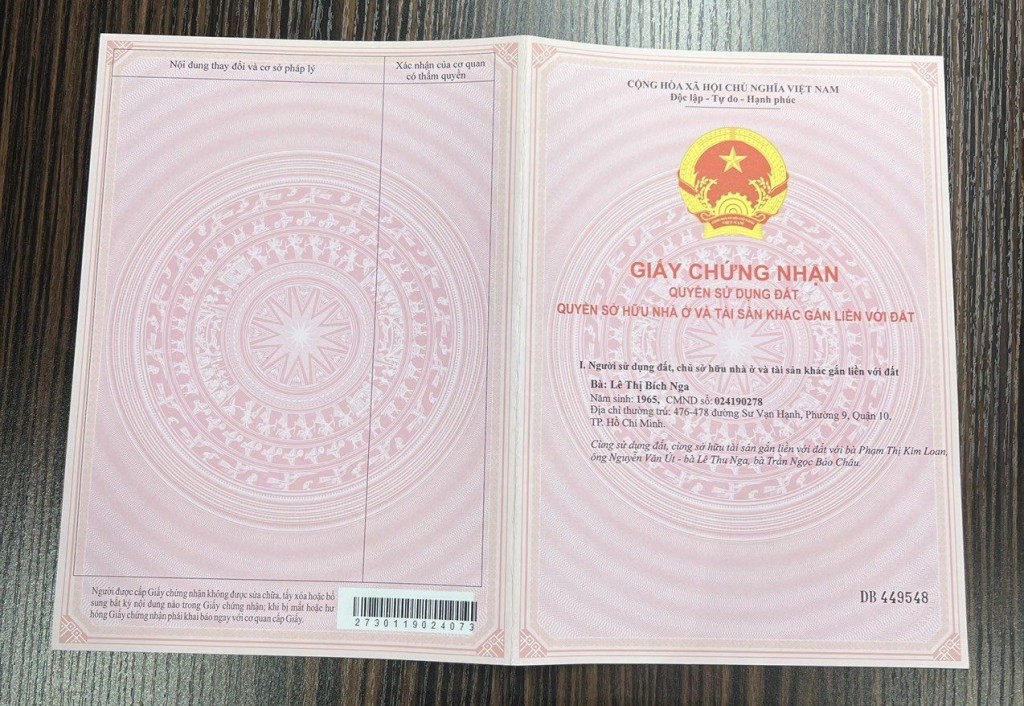 Nội dung thay đổi và cơ sở pháp lý
Xác nhận của cơ quan
có thẩm quyền
Người được cấp Giấy chứng nhận không được sửa chữa, tẩy xóa hoặc bổ
sung bất kỳ nội dung nào trong Giấy chứng nhận; khi bị mất hoặc hư
hỏng Giấy chứng nhận phải khai báo ngay với cơ quan cấp Giấy.
2730119024073
CỘNG HÒA XÃ HỘI CHỦ NGHĨA VIỆT NAM
Độc lập - Tự do - Hạnh phúc
GIẤY CHỨNG NHẬN
QUYỀN SỬ DỤNG ĐẤT
QUYỀN SỞ HỮU NHÀ Ở VÀ TÀI SẢN KHÁC GẮN LIỀN VỚI ĐẤT
I. Người sử dụng đất, chủ sở hữu nhà ở và tài sản khác gắn liền với đất
Bà: Lê Thị Bích Nga
Năm sinh: 1965, CMND số: 024190278
Địa chỉ thường trú: 476-478 đường Sư Vạn Hạnh, Phường 9, Quận 10,
TP. Hồ Chí Minh.
Cùng sử dụng đất, cùng sở hữu tài sản gắn liền với đất với bà Phạm Thị Kim Loan,
ông Nguyễn Văn Út - bà Lê Thu Nga, bà Trần Ngọc Bảo Châu.
DB 449548